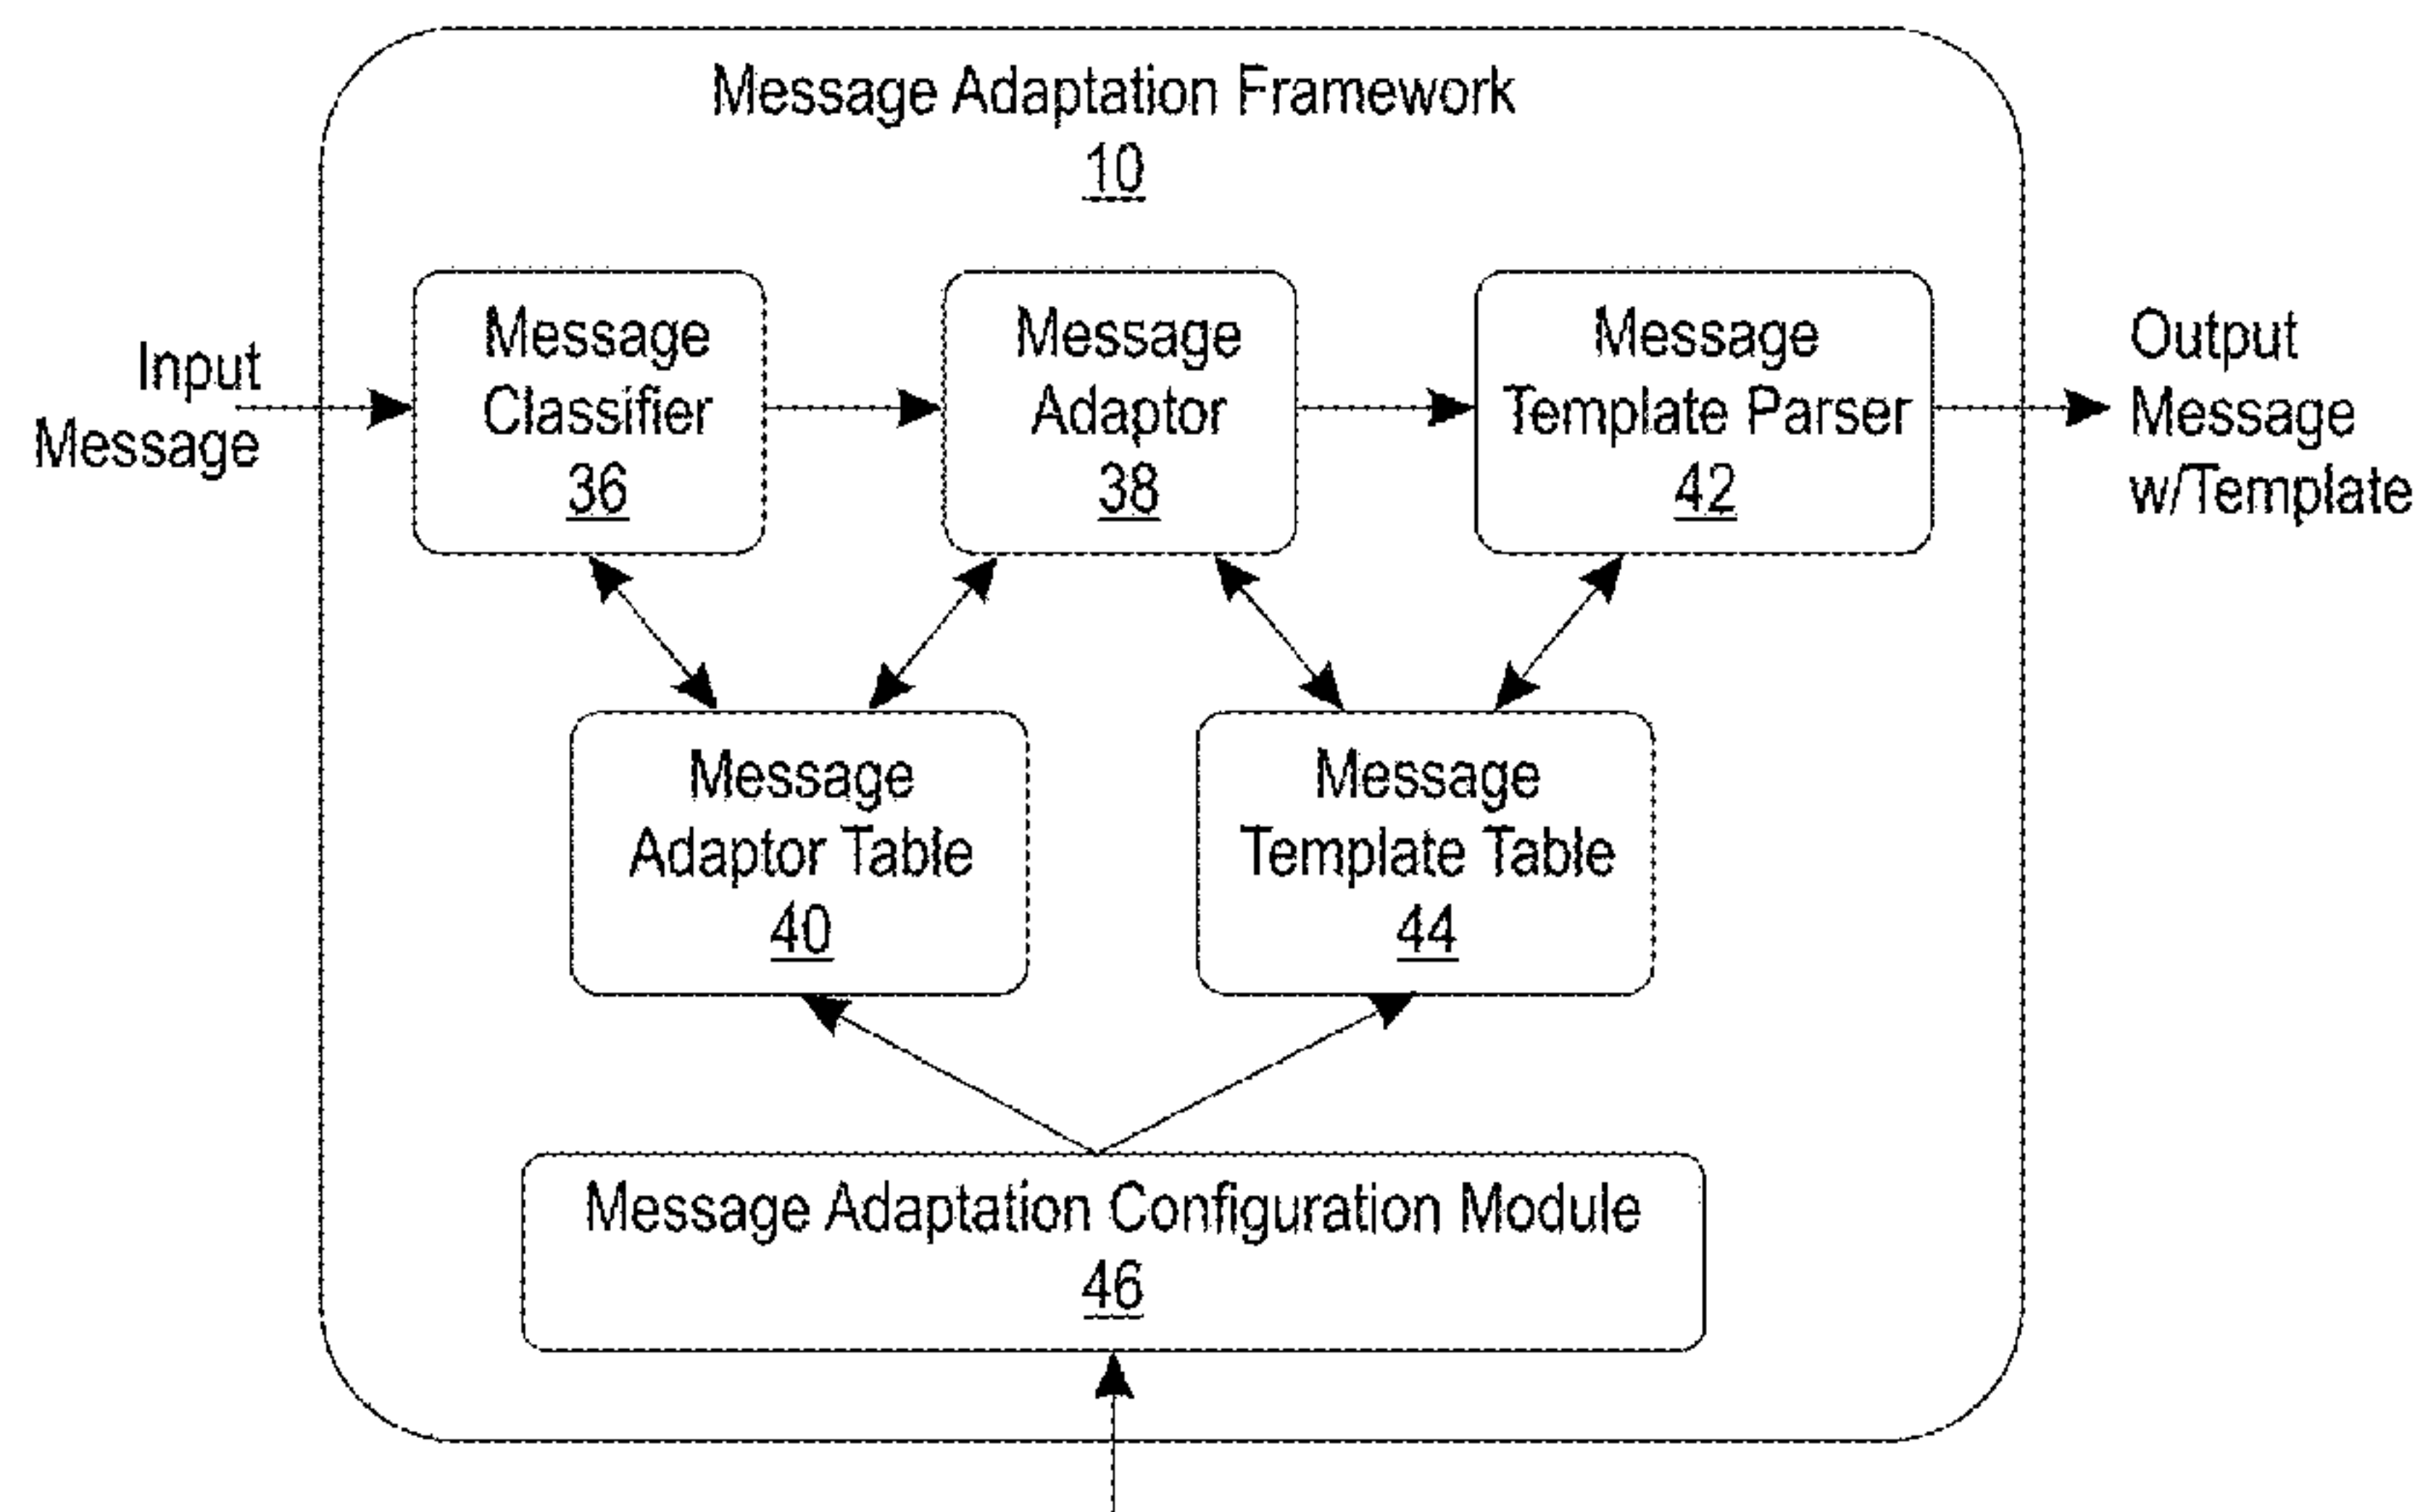 Message Adaptation Framework
10
Input
Message
Message
Classifier
36
Message
Adaptor
38
Message
Template Parser
42
Output
Message
w/Template
Message
Adaptor Table
40
Message
Template Table
44
Message Adaptation Configuration Module
46